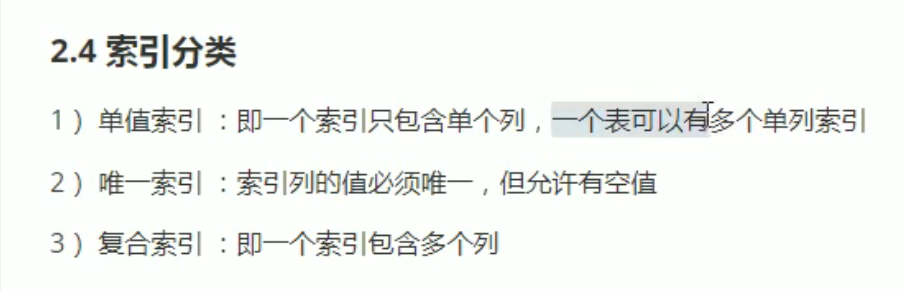 2.4 索引分类
1）单值索引 ：即一个索引只包含单个列，一个表可以有多个单列索引
2）唯一索引 ：索引列的值必须唯一，但允许有空值
3）复合索引 ：即一个索引包含多个列